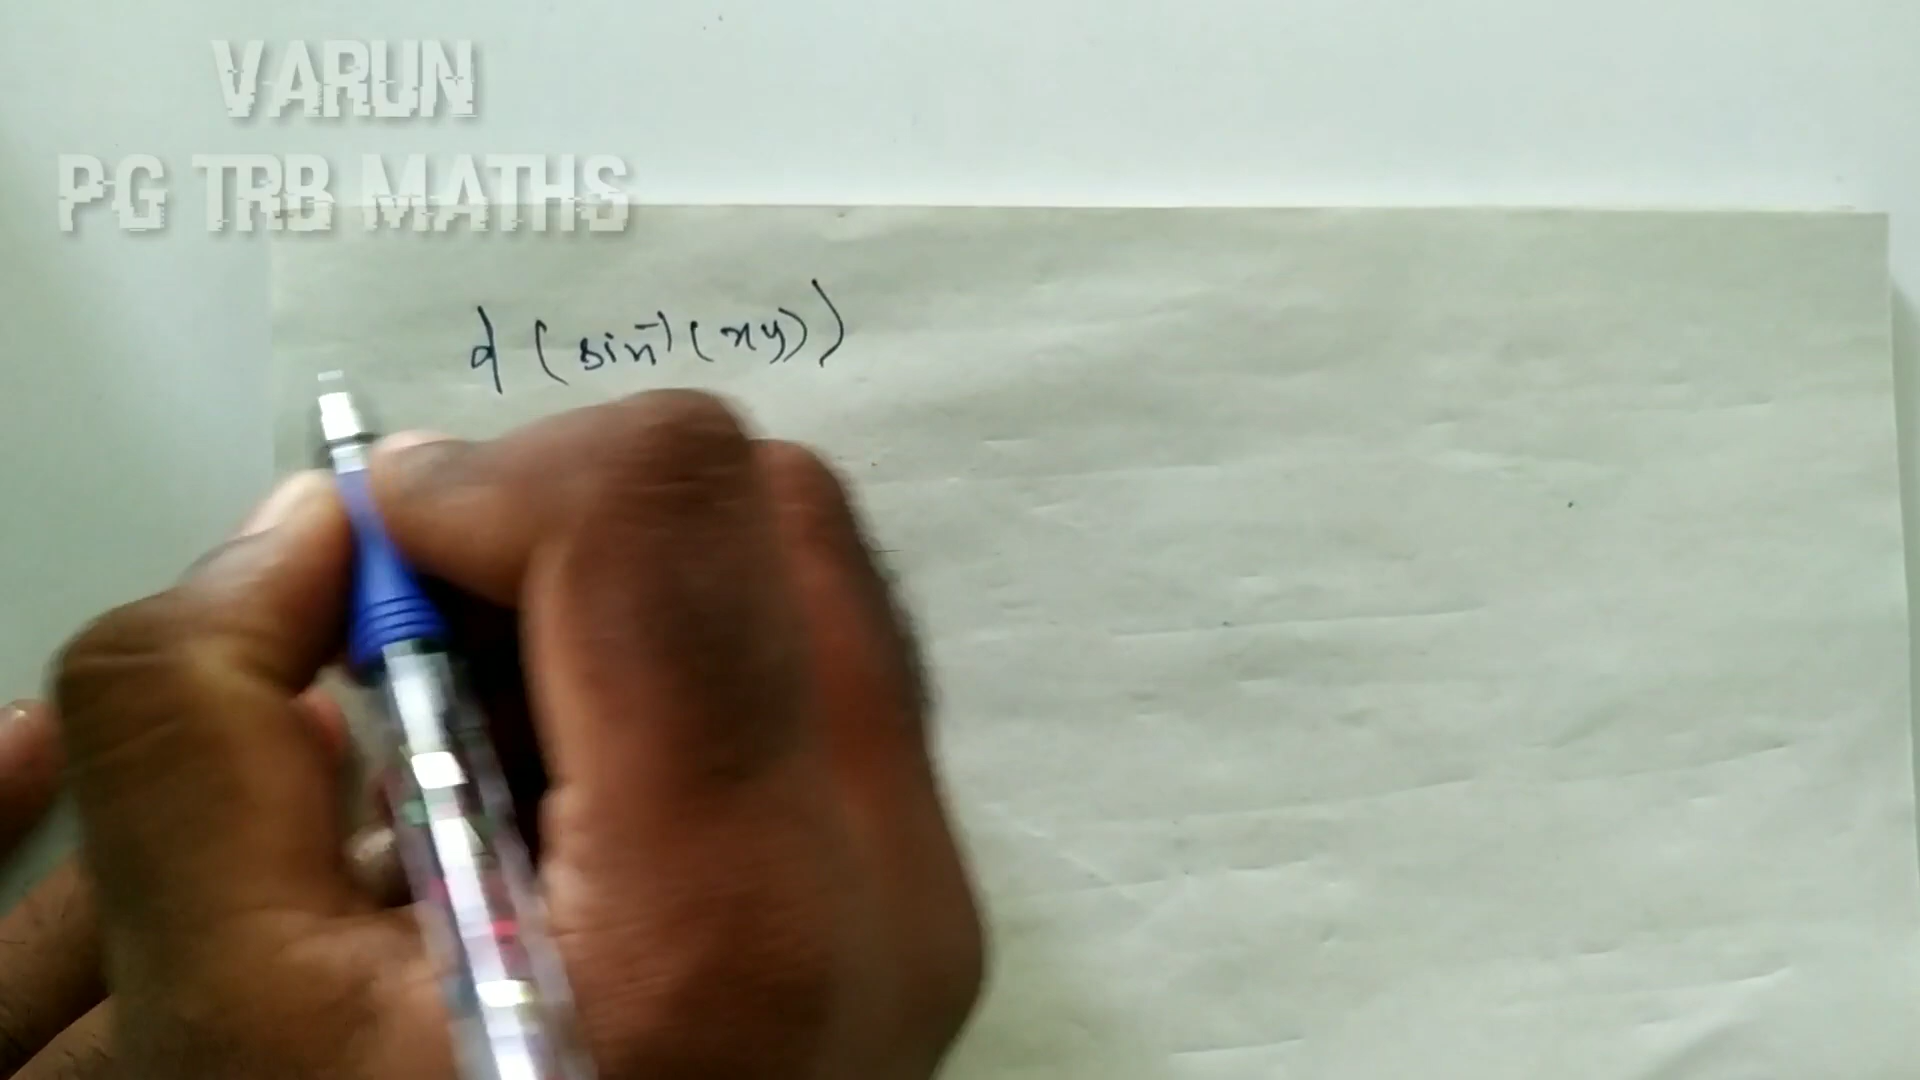 VARUN
PG TRB MATHS
d (sin⁻¹(xy))